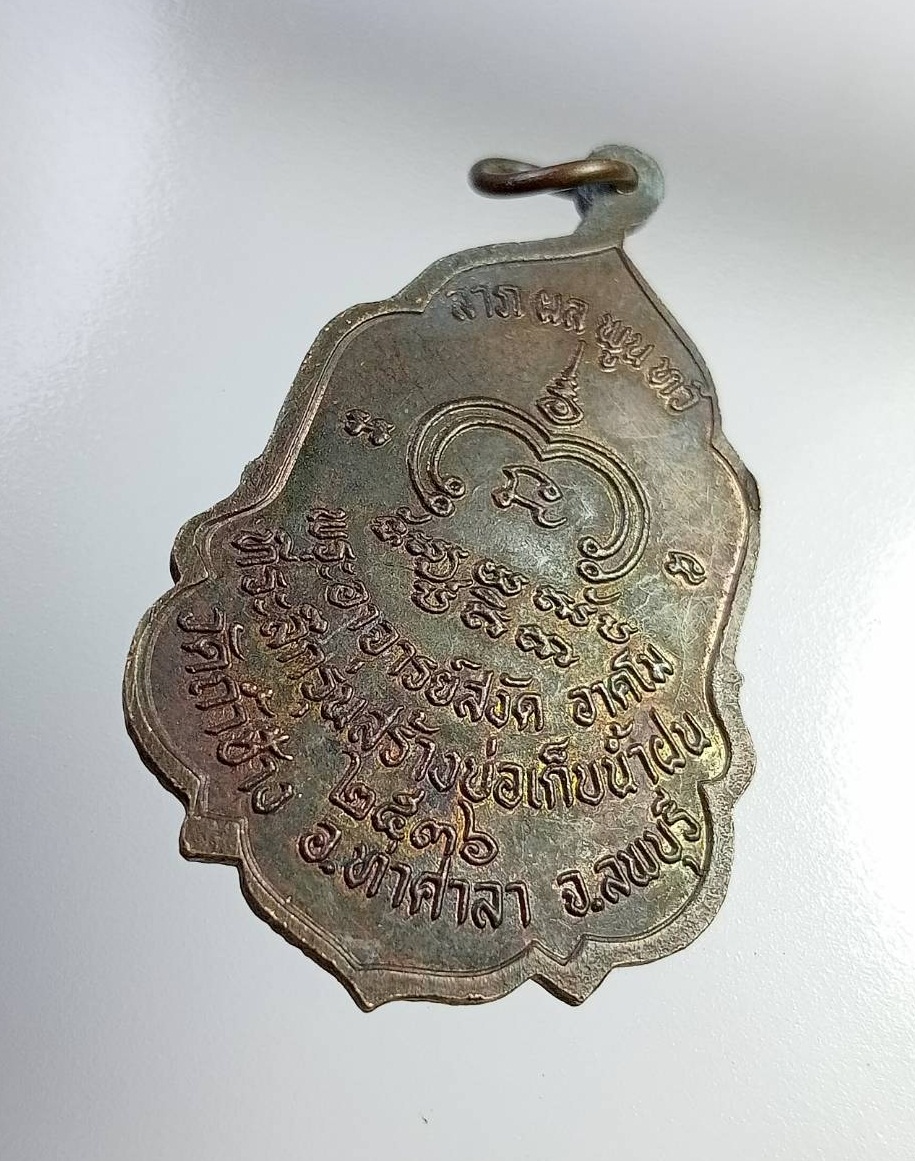 ลาภ ผล พูน ทวี
พระอาจารย์สงัด อาคโม
ที่ระลึกรุ่นสร้างบ่อเก็บน้ำฝน
๒๕๓๖
วัดถ้ำช้าง อ.ท่าศาลา จ.ลพบุรี